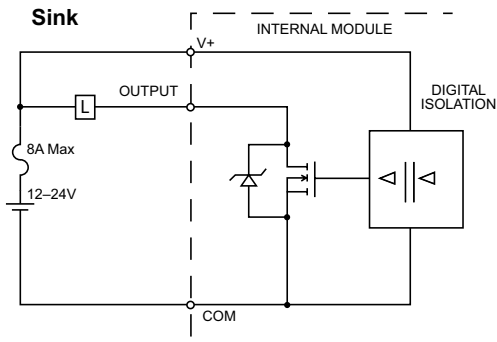 Sink
INTERNAL MODULE
V+
OUTPUT
DIGITAL
ISOLATION
L
8A Max
12–24V
COM